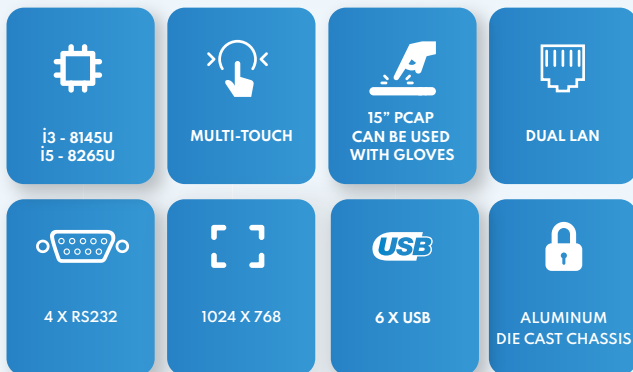 i3 - 8145U
i5 - 8265U
MULTI-TOUCH
15” PCAP
CAN BE USED
WITH GLOVES
DUAL LAN
4 X RS232
1024 X 768
USB
6 X USB
ALUMINUM
DIE CAST CHASSIS